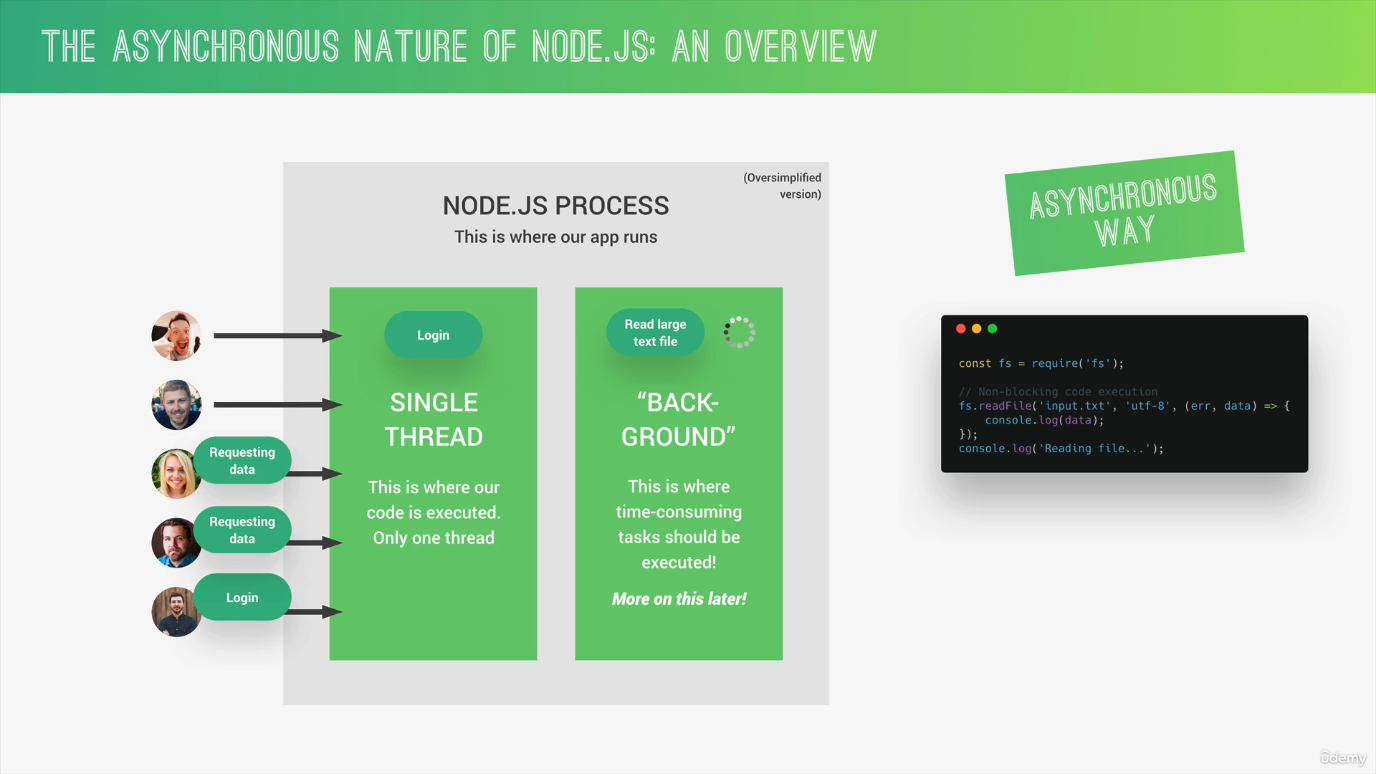 THE ASYNCHRONOUS NATURE OF NODE.JS: AN OVERVIEW
(Oversimplified
version)
NODE.JS PROCESS
This is where our app runs
Login
SINGLE
THREAD
This is where our
code is executed.
Only one thread
Read large
text file
“BACK-
GROUND”
This is where
time-consuming
tasks should be
executed!
More on this later!
Requesting
data
Requesting
data
Login
ASYNCHRONOUS
WAY
const fs = require('fs');
// Non-blocking code execution
fs.readFile('input.txt', 'utf-8', (err, data) => {
    console.log(data);
});
console.log('Reading file...');
ûdemy